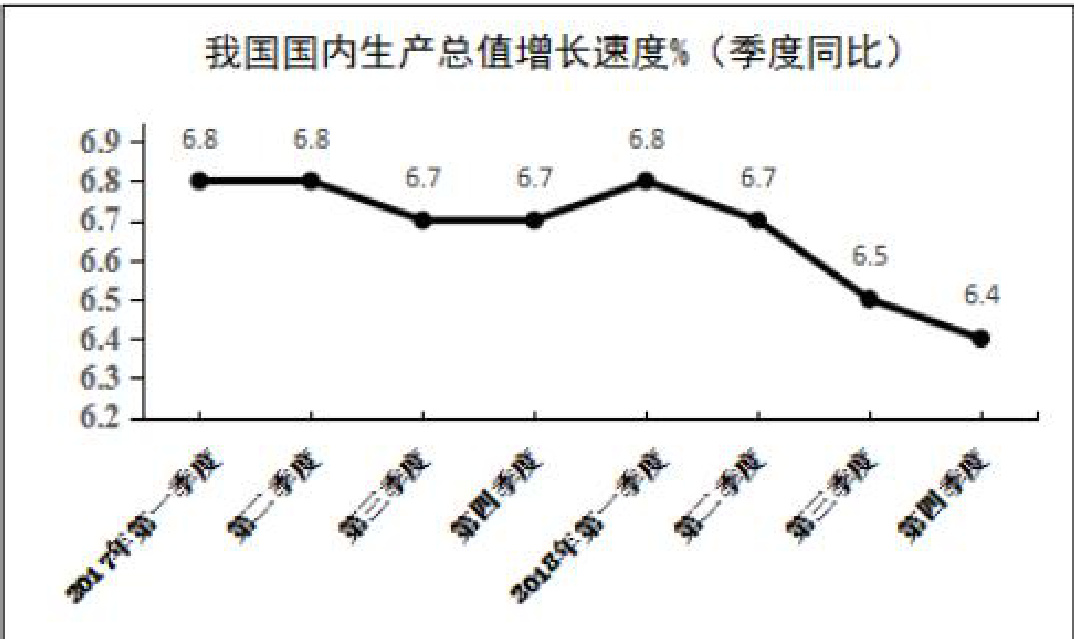 我国国内生产总值增长速度%（季度同比）
6.9
6.8
6.7
6.6
6.5
6.4
6.3
6.2
6.8
6.8
6.7
6.7
6.8
6.7
6.5
6.4
2017年第一季度
第二季度
第三季度
第四季度
2018年第一季度
第二季度
第三季度
第四季度